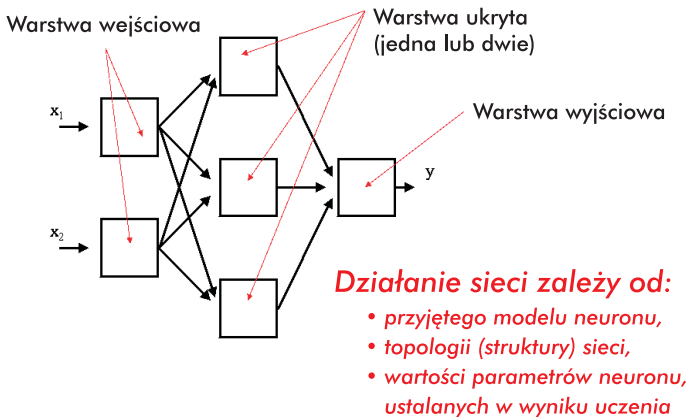 Warstwa wejściowa
Warstwa ukryta
(jedna lub dwie)
Warstwa wyjściowa
x₁
x₂
y
Działanie sieci zależy od:
• przyjętego modelu neuronu,
• topologii (struktury) sieci,
• wartości parametrów neuronu,
ustalanych w wyniku uczenia